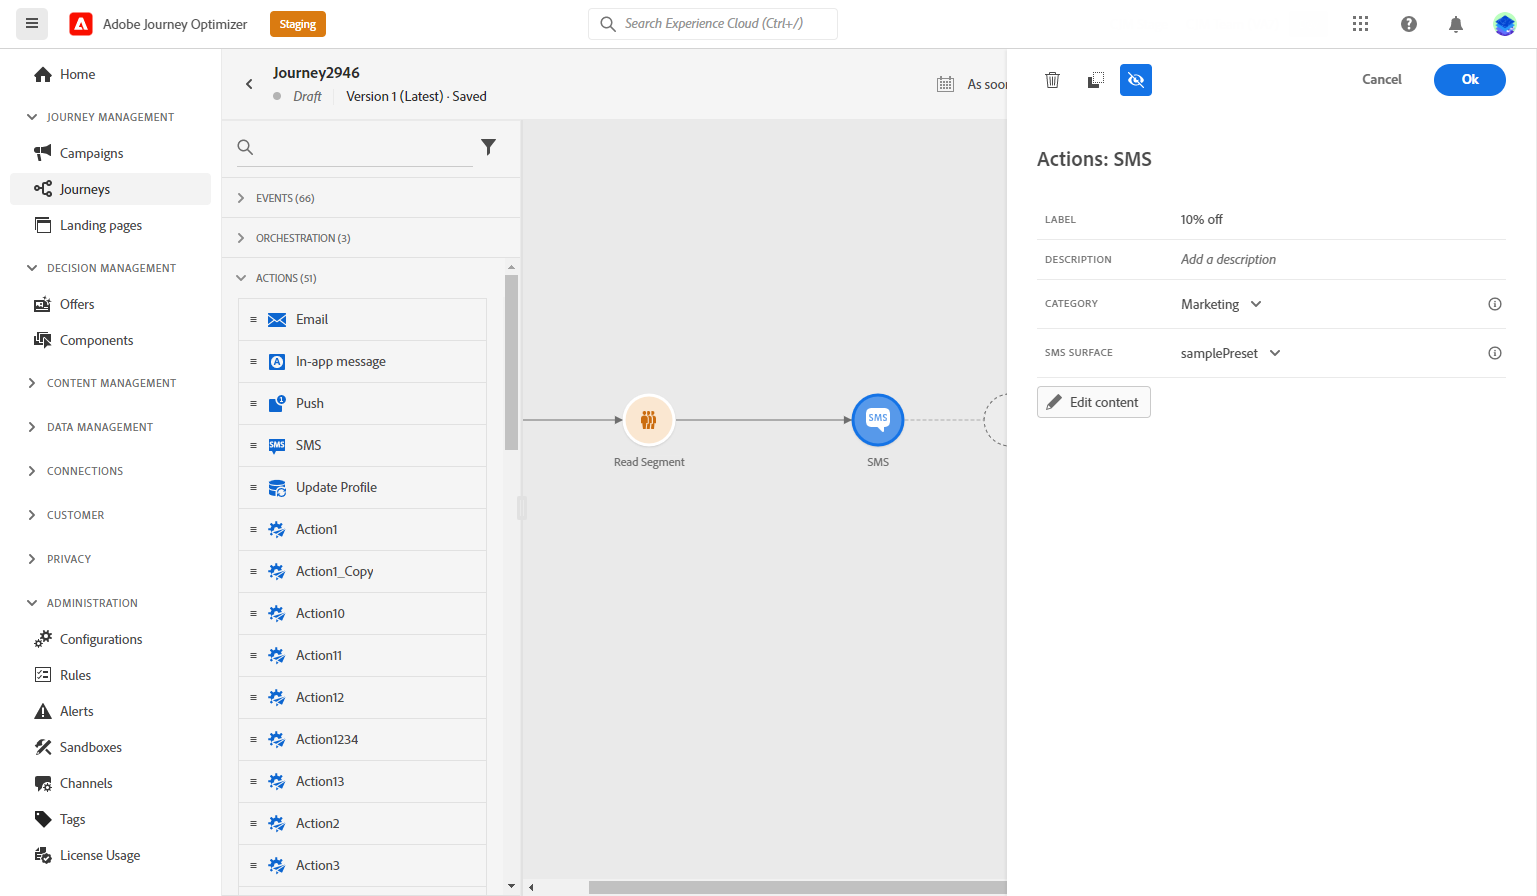 Adobe Journey Optimizer
Staging
Search Experience Cloud (Ctrl+/)
Home
JOURNEY MANAGEMENT
Campaigns
Journeys
Landing pages
DECISION MANAGEMENT
Offers
Components
CONTENT MANAGEMENT
DATA MANAGEMENT
CONNECTIONS
CUSTOMER
PRIVACY
ADMINISTRATION
Configurations
Rules
Alerts
Sandboxes
Channels
Tags
License Usage
Journey2946
Draft
Version 1 (Latest) · Saved
As soon
EVENTS (66)
ORCHESTRATION (3)
ACTIONS (51)
Email
In-app message
Push
SMS
SMS
Update Profile
Action1
Action1_Copy
Action10
Action11
Action12
Action1234
Action13
Action2
Action3
Read Segment
SMS
SMS
Cancel
Ok
Actions: SMS
LABEL
10% off
DESCRIPTION
Add a description
CATEGORY
Marketing
SMS SURFACE
samplePreset
Edit content